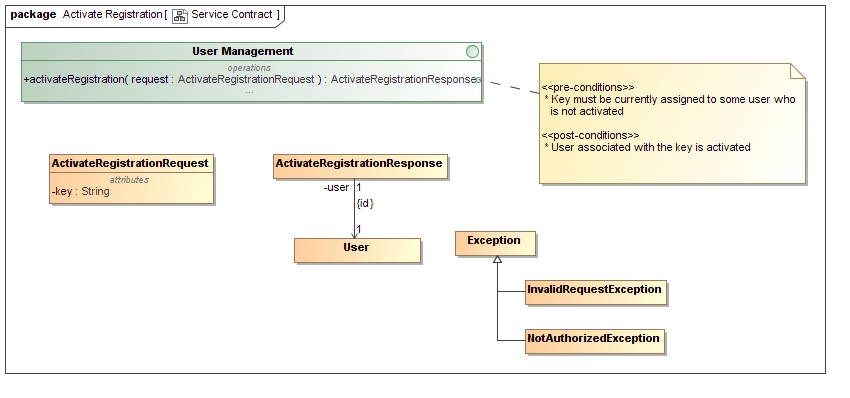 package Activate Registration [ Service Contract ]
User Management
operations
+activateRegistration( request : ActivateRegistrationRequest ) : ActivateRegistrationResponse
...
<<pre-conditions>>
* Key must be currently assigned to some user who
is not activated
<<post-conditions>>
* User associated with the key is activated
ActivateRegistrationRequest
attributes
-key : String
ActivateRegistrationResponse
-user 1
{id}
1
User
Exception
InvalidRequestException
NotAuthorizedException